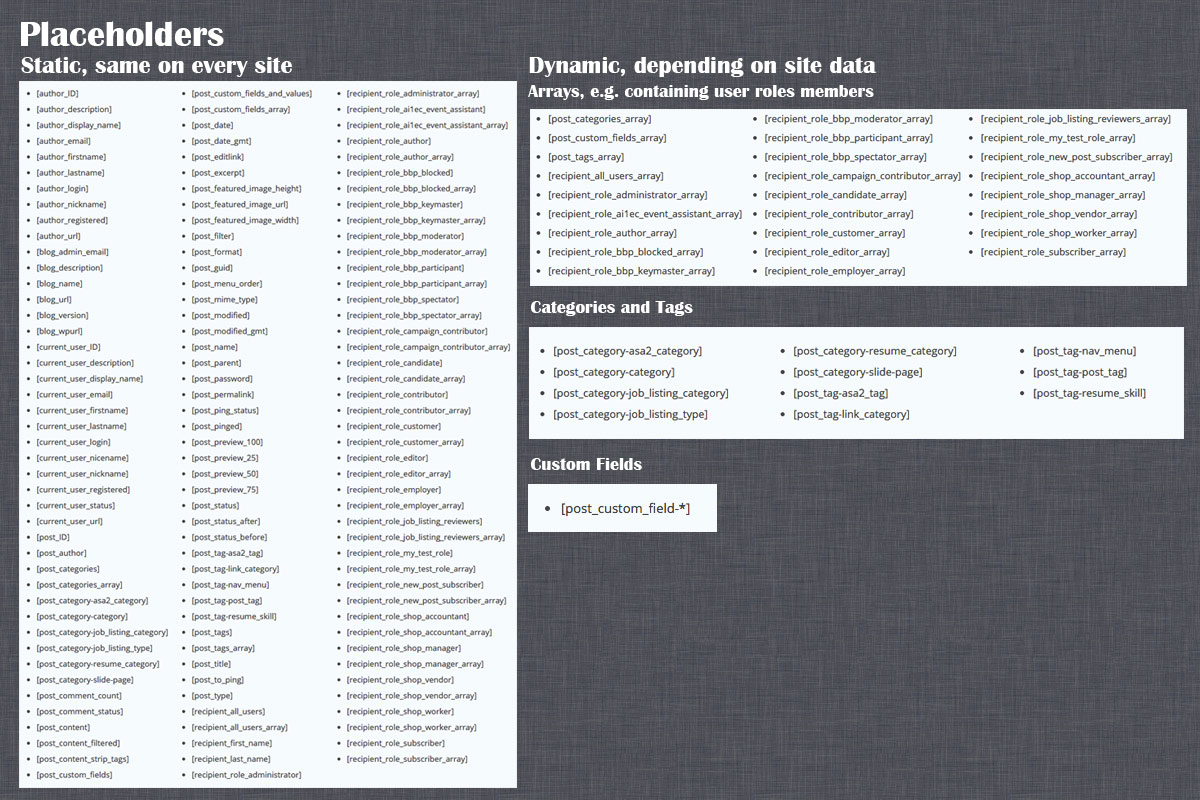 Placeholders
Static, same on every site
[author_ID]
[author_description]
[author_display_name]
[author_email]
[author_firstname]
[author_lastname]
[author_login]
[author_nickname]
[author_registered]
[author_url]
[blog_admin_email]
[blog_description]
[blog_name]
[blog_url]
[blog_version]
[blog_wpurl]
[current_user_ID]
[current_user_description]
[current_user_display_name]
[current_user_email]
[current_user_firstname]
[current_user_lastname]
[current_user_login]
[current_user_nicename]
[current_user_nickname]
[current_user_registered]
[current_user_status]
[current_user_url]
[post_ID]
[post_author]
[post_categories]
[post_categories_array]
[post_category-asa2_category]
[post_category-category]
[post_category-job_listing_category]
[post_category-job_listing_type]
[post_category-resume_category]
[post_category-slide-page]
[post_comment_count]
[post_comment_status]
[post_content]
[post_content_filtered]
[post_content_strip_tags]
[post_custom_fields]
[post_custom_fields_and_values]
[post_custom_fields_array]
[post_date]
[post_date_gmt]
[post_editlink]
[post_excerpt]
[post_featured_image_height]
[post_featured_image_url]
[post_featured_image_width]
[post_filter]
[post_format]
[post_guid]
[post_menu_order]
[post_mime_type]
[post_modified]
[post_modified_gmt]
[post_name]
[post_parent]
[post_password]
[post_permalink]
[post_ping_status]
[post_pinged]
[post_preview_100]
[post_preview_25]
[post_preview_50]
[post_preview_75]
[post_status]
[post_status_after]
[post_status_before]
[post_tag-asa2_tag]
[post_tag-link_category]
[post_tag-nav_menu]
[post_tag-post_tag]
[post_tag-resume_skill]
[post_tags]
[post_tags_array]
[post_title]
[post_to_ping]
[post_type]
[recipient_all_users]
[recipient_all_users_array]
[recipient_first_name]
[recipient_last_name]
[recipient_role_administrator]
[recipient_role_administrator_array]
[recipient_role_ai1ec_event_assistant]
[recipient_role_ai1ec_event_assistant_array]
[recipient_role_author]
[recipient_role_author_array]
[recipient_role_bbp_blocked]
[recipient_role_bbp_blocked_array]
[recipient_role_bbp_keymaster]
[recipient_role_bbp_keymaster_array]
[recipient_role_bbp_moderator]
[recipient_role_bbp_moderator_array]
[recipient_role_bbp_participant]
[recipient_role_bbp_participant_array]
[recipient_role_bbp_spectator]
[recipient_role_bbp_spectator_array]
[recipient_role_campaign_contributor]
[recipient_role_campaign_contributor_array]
[recipient_role_candidate]
[recipient_role_candidate_array]
[recipient_role_contributor]
[recipient_role_contributor_array]
[recipient_role_customer]
[recipient_role_customer_array]
[recipient_role_editor]
[recipient_role_editor_array]
[recipient_role_employer]
[recipient_role_employer_array]
[recipient_role_job_listing_reviewers]
[recipient_role_job_listing_reviewers_array]
[recipient_role_my_test_role]
[recipient_role_my_test_role_array]
[recipient_role_new_post_subscriber]
[recipient_role_new_post_subscriber_array]
[recipient_role_shop_accountant]
[recipient_role_shop_accountant_array]
[recipient_role_shop_manager]
[recipient_role_shop_manager_array]
[recipient_role_shop_vendor]
[recipient_role_shop_vendor_array]
[recipient_role_shop_worker]
[recipient_role_shop_worker_array]
[recipient_role_subscriber]
[recipient_role_subscriber_array]
Dynamic, depending on site data
Arrays, e.g. containing user roles members
[post_categories_array]
[post_custom_fields_array]
[post_tags_array]
[recipient_all_users_array]
[recipient_role_administrator_array]
[recipient_role_ai1ec_event_assistant_array]
[recipient_role_author_array]
[recipient_role_bbp_blocked_array]
[recipient_role_bbp_keymaster_array]
[recipient_role_bbp_moderator_array]
[recipient_role_bbp_participant_array]
[recipient_role_bbp_spectator_array]
[recipient_role_campaign_contributor_array]
[recipient_role_candidate_array]
[recipient_role_contributor_array]
[recipient_role_customer_array]
[recipient_role_editor_array]
[recipient_role_employer_array]
[recipient_role_job_listing_reviewers_array]
[recipient_role_my_test_role_array]
[recipient_role_new_post_subscriber_array]
[recipient_role_shop_accountant_array]
[recipient_role_shop_manager_array]
[recipient_role_shop_vendor_array]
[recipient_role_shop_worker_array]
[recipient_role_subscriber_array]
Categories and Tags
[post_category-asa2_category]
[post_category-category]
[post_category-job_listing_category]
[post_category-job_listing_type]
[post_category-resume_category]
[post_category-slide-page]
[post_tag-asa2_tag]
[post_tag-link_category]
[post_tag-nav_menu]
[post_tag-post_tag]
[post_tag-resume_skill]
Custom Fields
[post_custom_field-*]